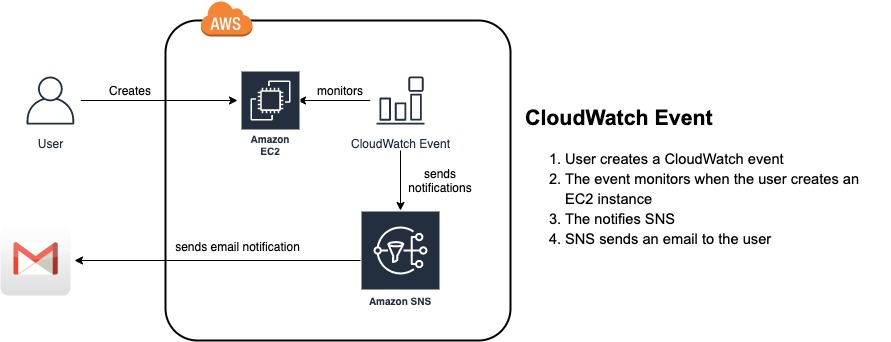 AWS
Creates
monitors
User
Amazon
EC2
CloudWatch Event
sends
notifications
sends email notification
Amazon SNS
CloudWatch Event
1. User creates a CloudWatch event
2. The event monitors when the user creates an
EC2 instance
3. The notifies SNS
4. SNS sends an email to the user